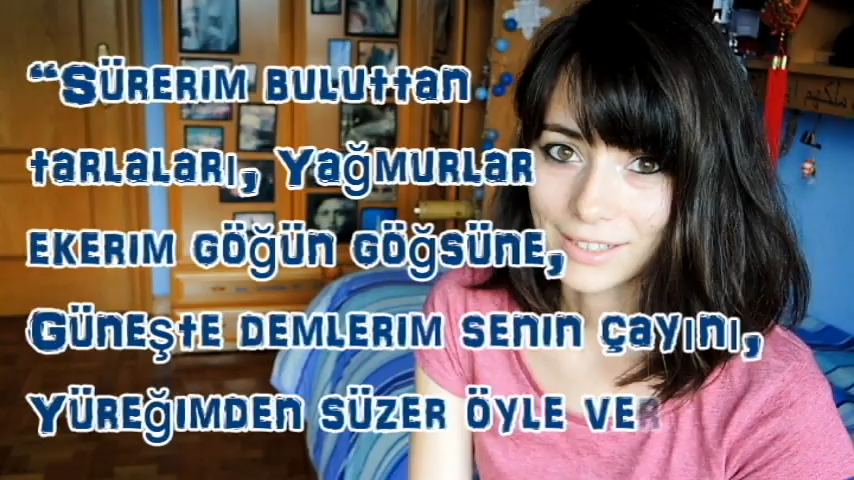 “Sürerim buluttan
tarlaları, Yağmurlar
ekerim göğün göğsüne,
Güneşte demlerim senin çayını,
Yüreğimden süzer öyle ver